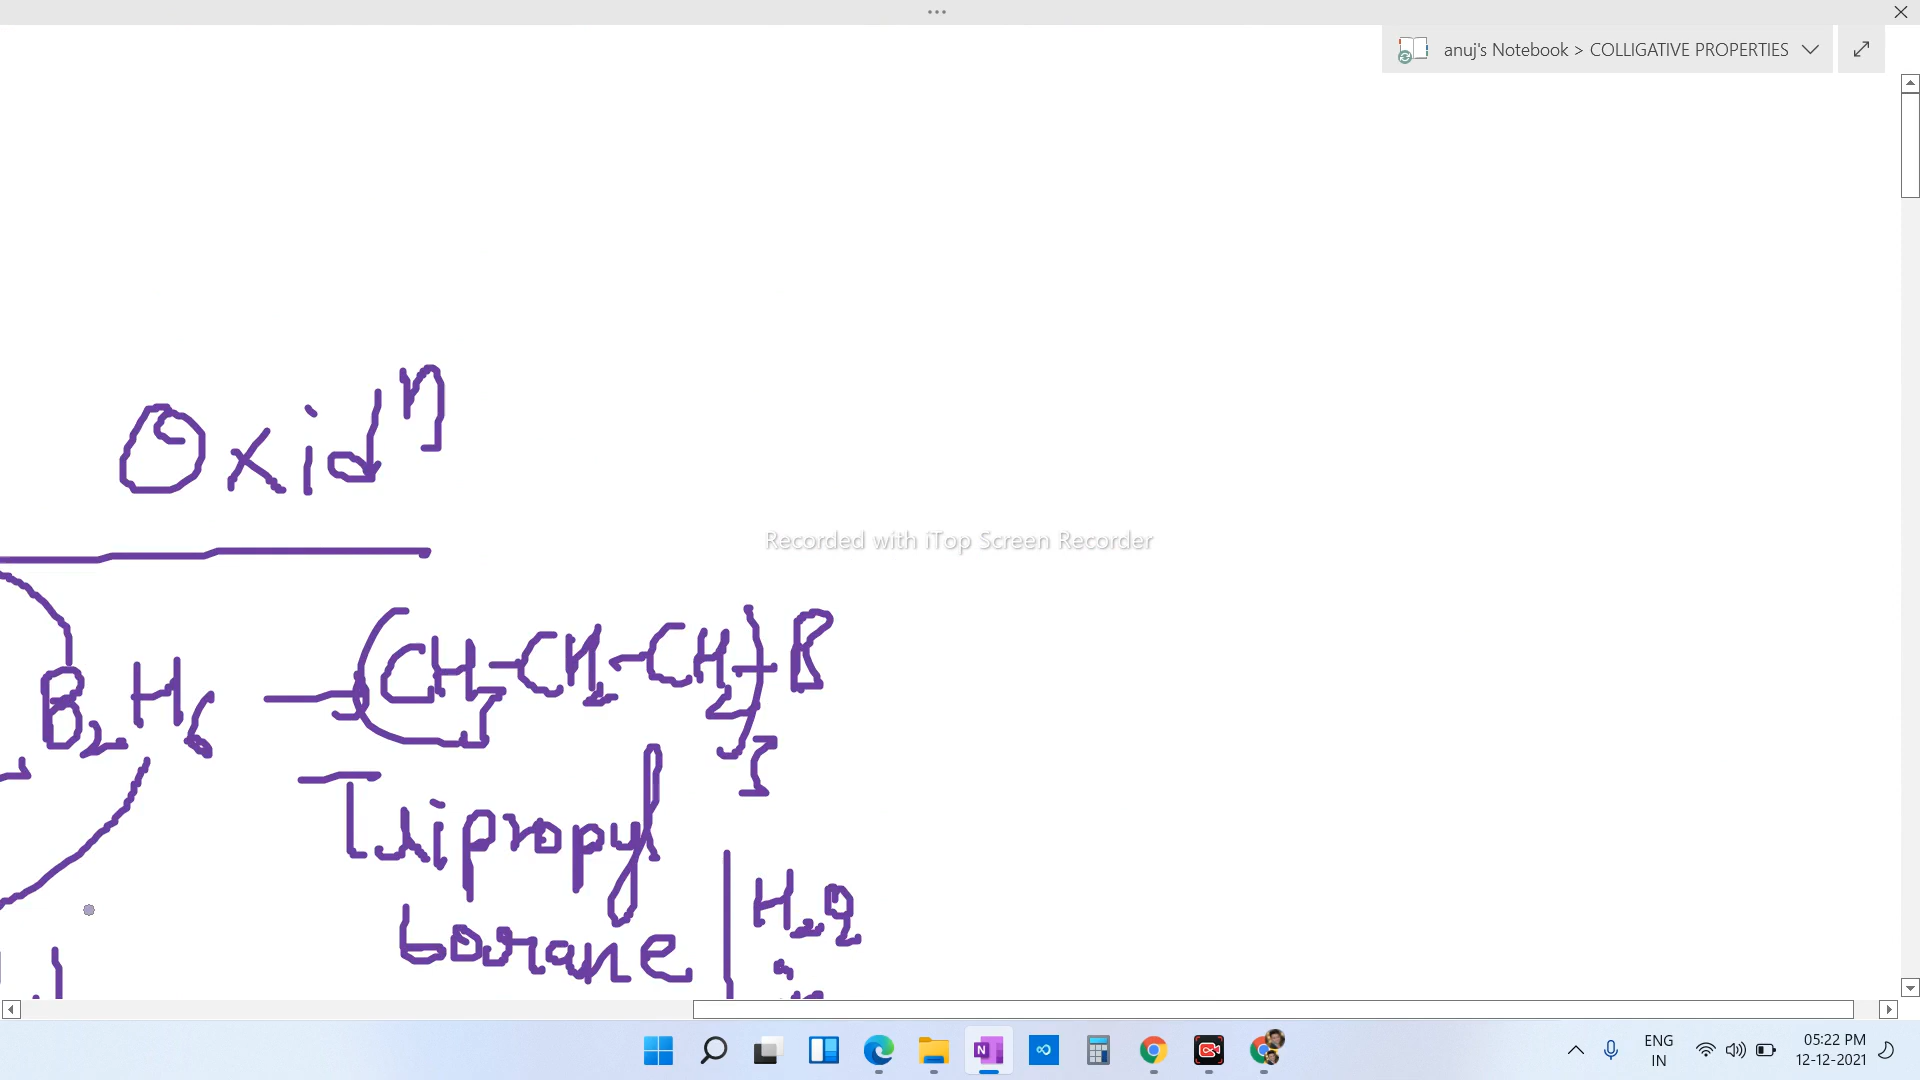 anuj's Notebook > COLLIGATIVE PROPERTIES
Oxidⁿ
Recorded with iTop Screen Recorder
B₂H₆ → (CH₃-CH₂-CH₂)₃B
Tripropyl
borane
H₂O₂
in
ENG
IN
05:22 PM
12-12-2021